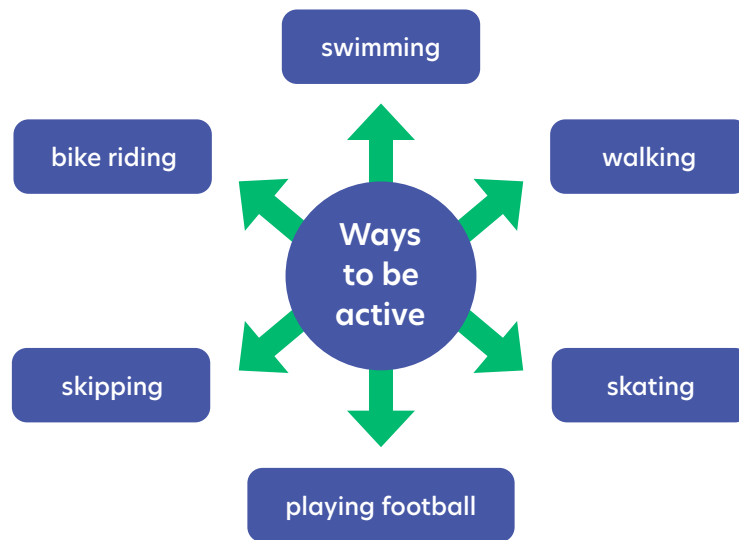 swimming
bike riding
walking
Ways
to be
active
skipping
skating
playing football